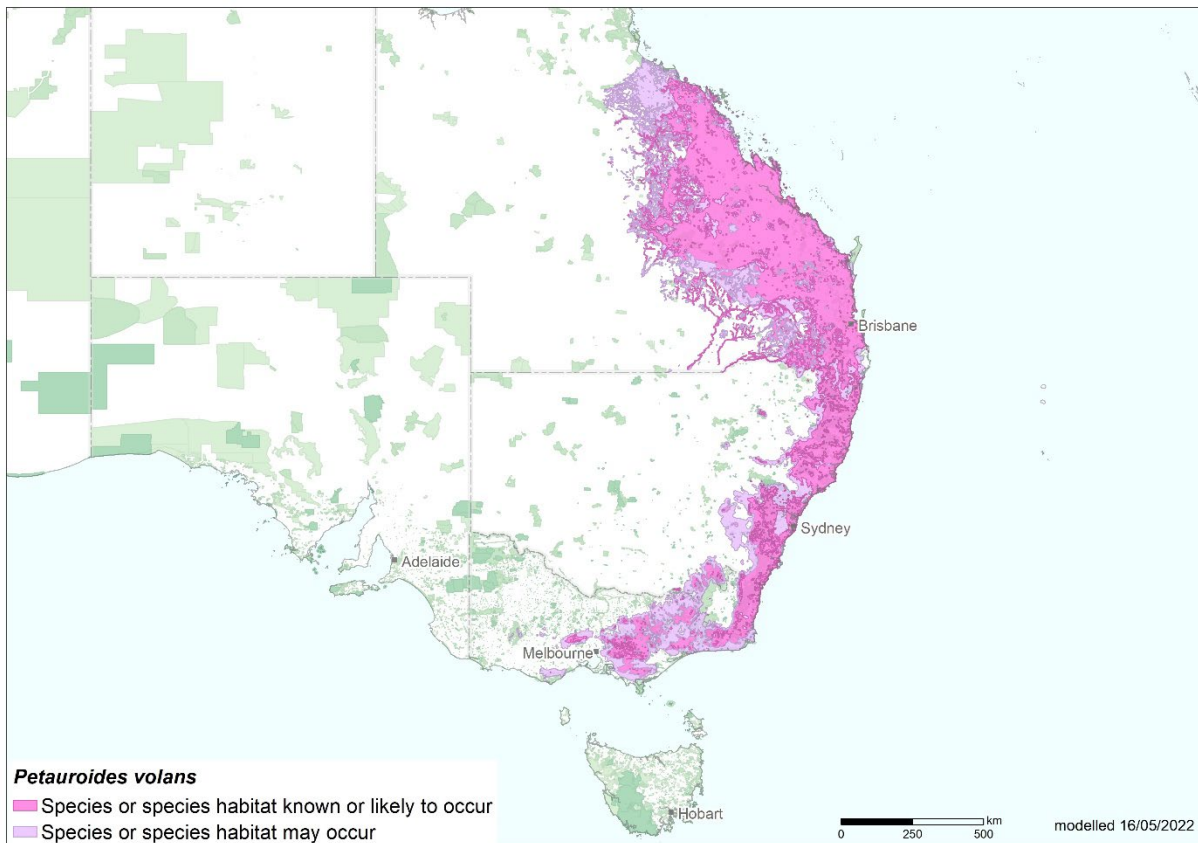 Brisbane
Sydney
Adelaide
Melbourne
Hobart
Petauroides volans
Species or species habitat known or likely to occur
Species or species habitat may occur
0 250 500 km
modelled 16/05/2022